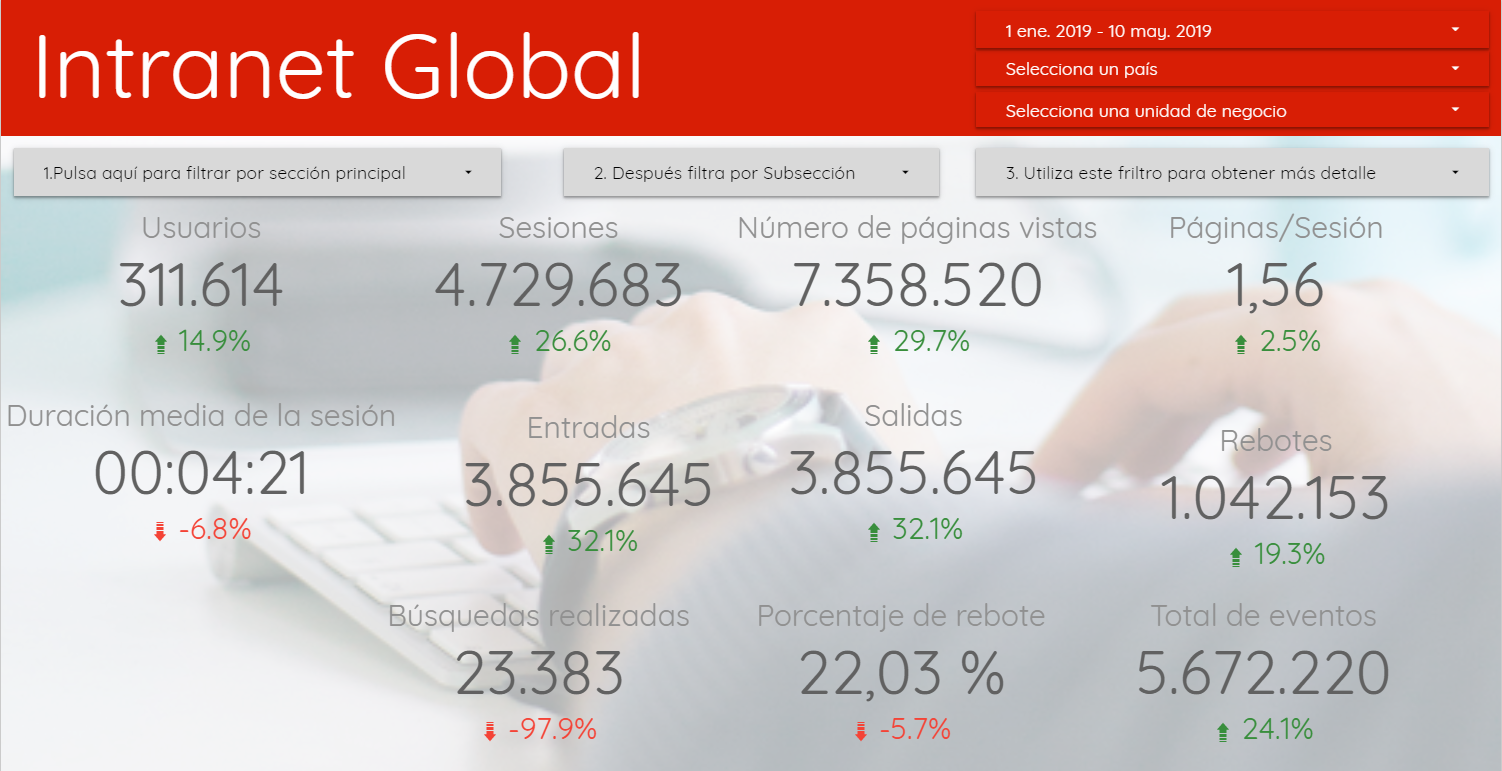 Intranet Global
1 ene. 2019 - 10 may. 2019
Selecciona un país
Selecciona una unidad de negocio
1.Pulsa aquí para filtrar por sección principal
2. Después filtra por Subsección
3. Utiliza este friltro para obtener más detalle
Usuarios
311.614
14.9%
Sesiones
4.729.683
26.6%
Número de páginas vistas
7.358.520
29.7%
Páginas/Sesión
1,56
2.5%
Duración media de la sesión
00:04:21
-6.8%
Entradas
3.855.645
32.1%
Salidas
3.855.645
32.1%
Rebotes
1.042.153
19.3%
Búsquedas realizadas
23.383
-97.9%
Porcentaje de rebote
22,03 %
-5.7%
Total de eventos
5.672.220
24.1%